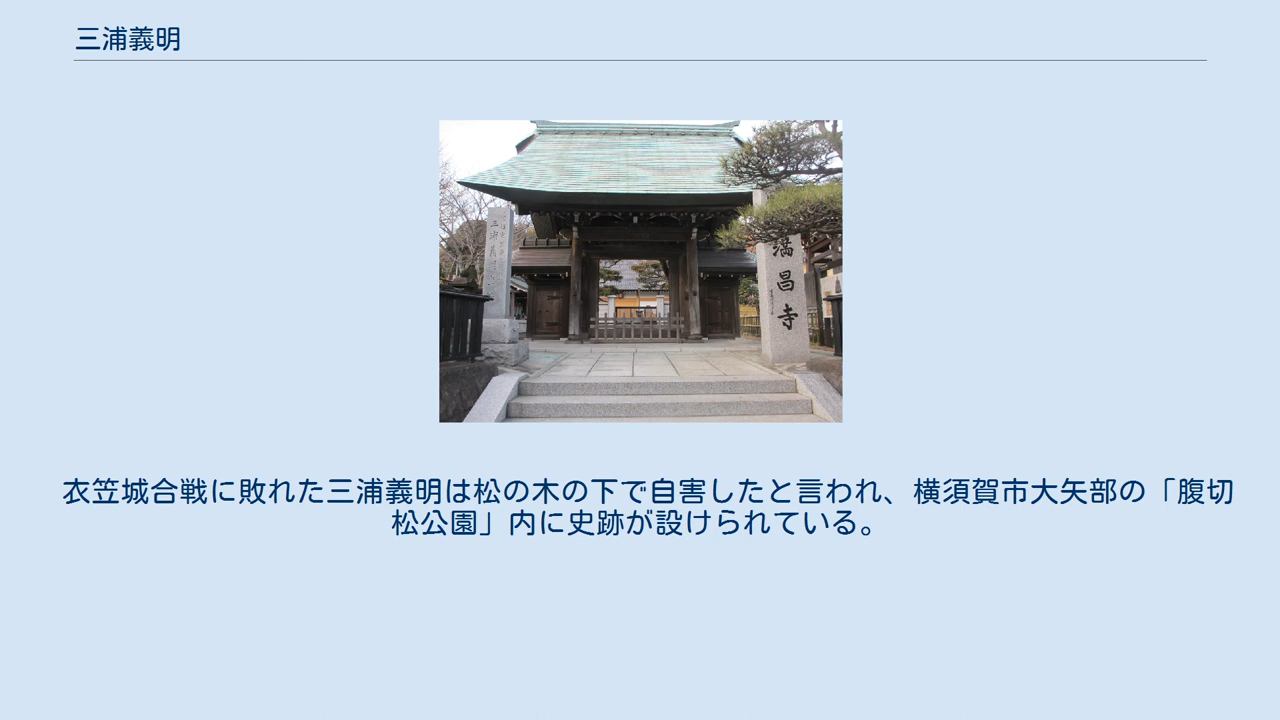 三浦義明
三浦義
満昌寺
衣笠城合戦に敗れた三浦義明は松の木の下で自害したと言われ、横須賀市大矢部の「腹切
松公園」内に史跡が設けられている。